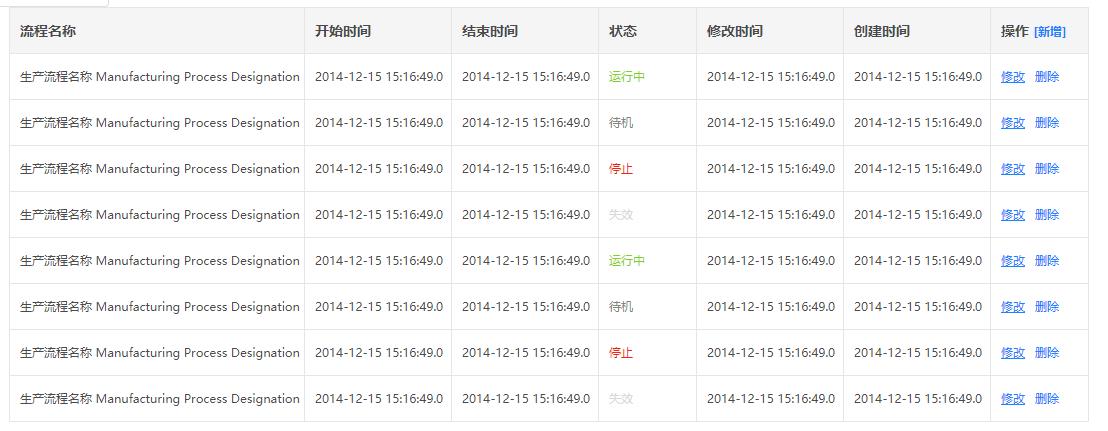 流程名称 开始时间 结束时间 状态 修改时间 创建时间 操作 [新增]
生产流程名称 Manufacturing Process Designation 2014-12-15 15:16:49.0 2014-12-15 15:16:49.0 运行中 2014-12-15 15:16:49.0 2014-12-15 15:16:49.0 修改 删除
生产流程名称 Manufacturing Process Designation 2014-12-15 15:16:49.0 2014-12-15 15:16:49.0 待机 2014-12-15 15:16:49.0 2014-12-15 15:16:49.0 修改 删除
生产流程名称 Manufacturing Process Designation 2014-12-15 15:16:49.0 2014-12-15 15:16:49.0 停止 2014-12-15 15:16:49.0 2014-12-15 15:16:49.0 修改 删除
生产流程名称 Manufacturing Process Designation 2014-12-15 15:16:49.0 2014-12-15 15:16:49.0 失效 2014-12-15 15:16:49.0 2014-12-15 15:16:49.0 修改 删除
生产流程名称 Manufacturing Process Designation 2014-12-15 15:16:49.0 2014-12-15 15:16:49.0 运行中 2014-12-15 15:16:49.0 2014-12-15 15:16:49.0 修改 删除
生产流程名称 Manufacturing Process Designation 2014-12-15 15:16:49.0 2014-12-15 15:16:49.0 待机 2014-12-15 15:16:49.0 2014-12-15 15:16:49.0 修改 删除
生产流程名称 Manufacturing Process Designation 2014-12-15 15:16:49.0 2014-12-15 15:16:49.0 停止 2014-12-15 15:16:49.0 2014-12-15 15:16:49.0 修改 删除
生产流程名称 Manufacturing Process Designation 2014-12-15 15:16:49.0 2014-12-15 15:16:49.0 失效 2014-12-15 15:16:49.0 2014-12-15 15:16:49.0 修改 删除